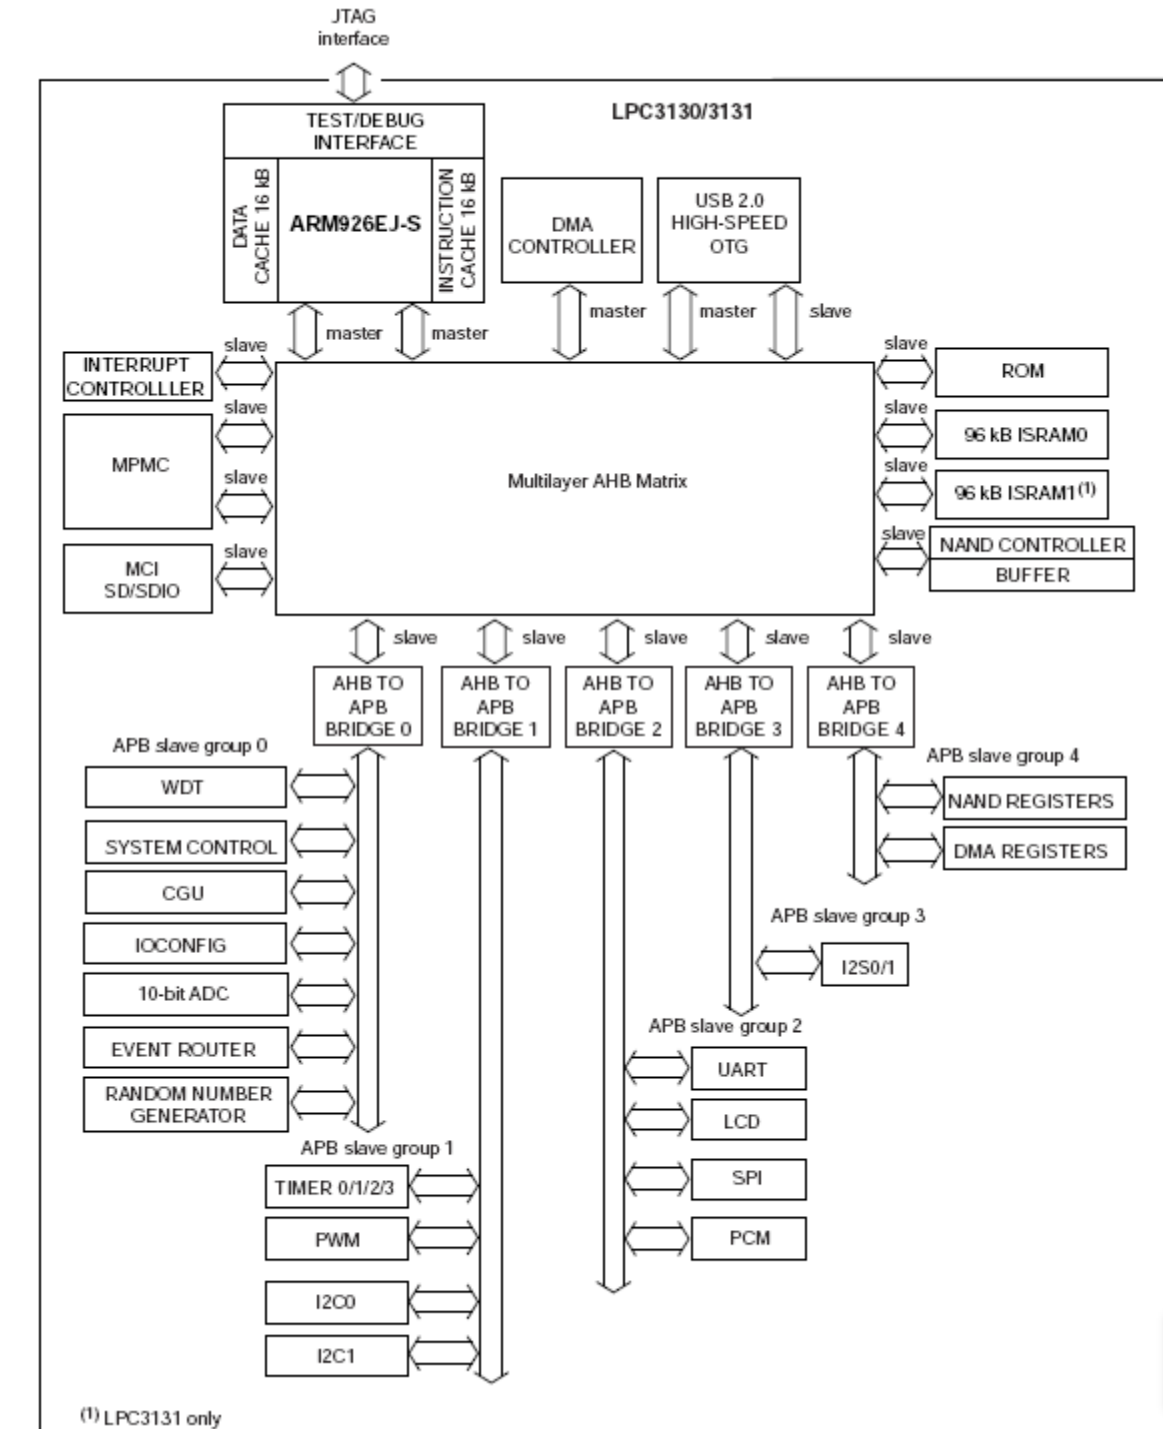 JTAG
interface
LPC3130/3131
TEST/DEBUG
INTERFACE
DATA
CACHE 16 kB
ARM926EJ-S
INSTRUCTION
CACHE 16 kB
DMA
CONTROLLER
USB 2.0
HIGH-SPEED
OTG
master
master
master
master
slave
slave
INTERRUPT
CONTROLLLER
slave
MPMC
slave
slave
MCI
SD/SDIO
Multilayer AHB Matrix
slave
ROM
slave
96 kB ISRAM0
slave
96 kB ISRAM1(1)
slave
NAND CONTROLLER
BUFFER
slave
slave
slave
slave
slave
AHB TO
APB
BRIDGE 0
AHB TO
APB
BRIDGE 1
AHB TO
APB
BRIDGE 2
AHB TO
APB
BRIDGE 3
AHB TO
APB
BRIDGE 4
APB slave group 0
WDT
SYSTEM CONTROL
CGU
IOCONFIG
10-bit ADC
EVENT ROUTER
RANDOM NUMBER
GENERATOR
APB slave group 4
NAND REGISTERS
DMA REGISTERS
APB slave group 3
I2S0/1
APB slave group 2
UART
LCD
SPI
PCM
APB slave group 1
TIMER 0/1/2/3
PWM
I2C0
I2C1
(1) LPC3131 only